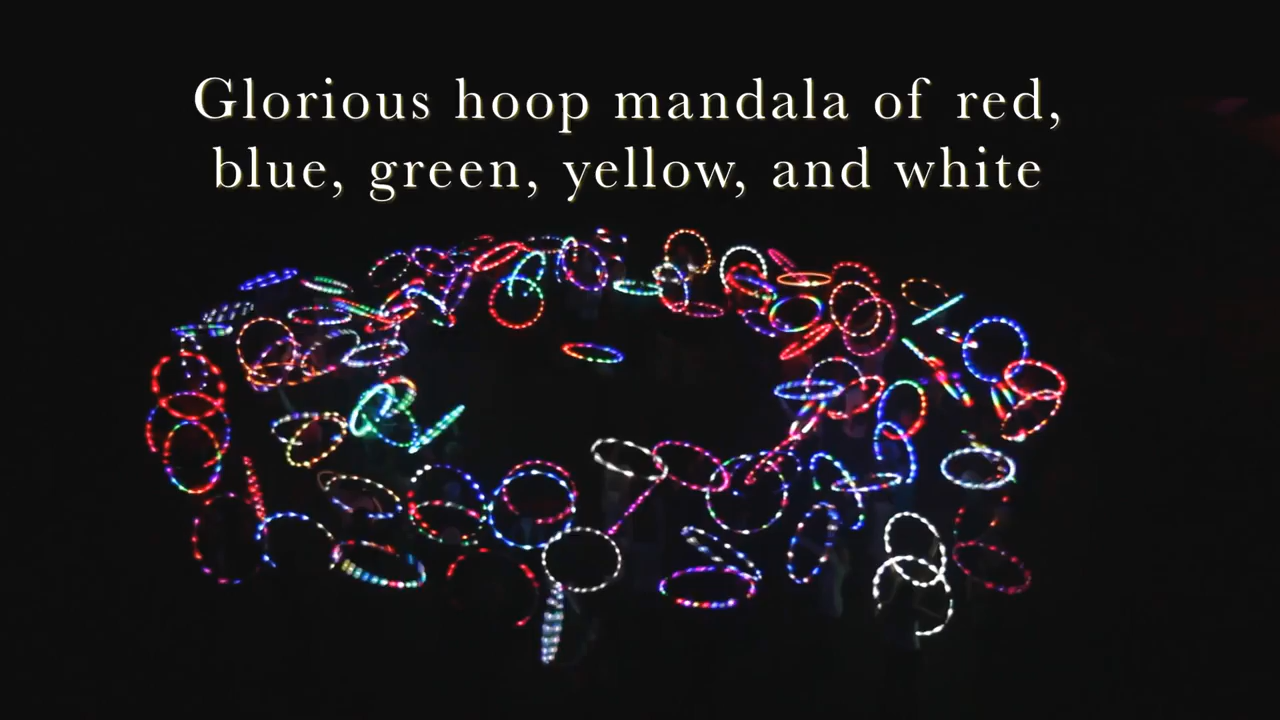 Glorious hoop mandala of red,
blue, green, yellow, and white